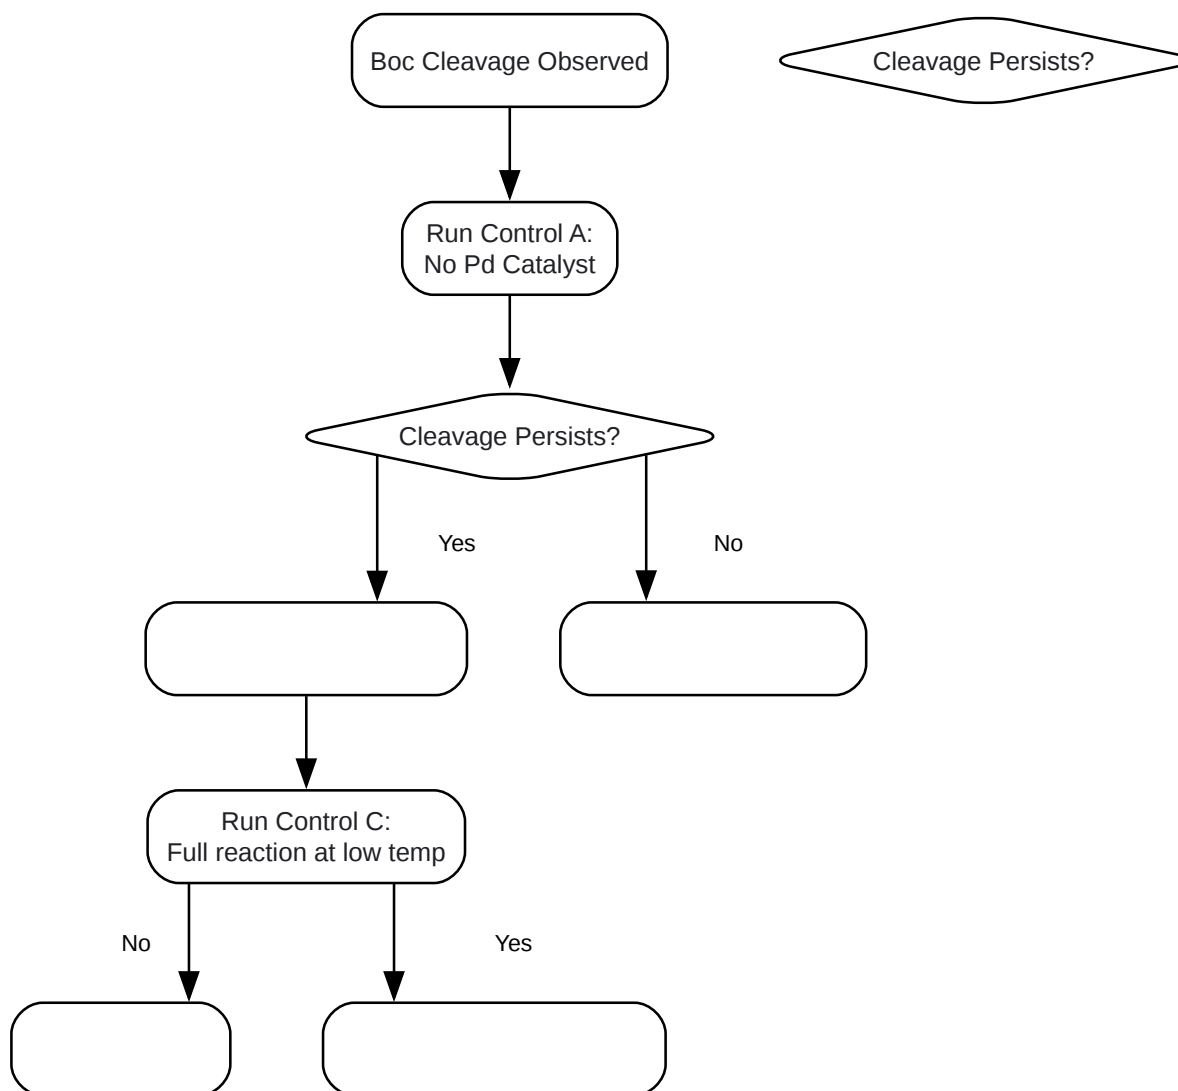 Boc Cleavage Observed
Cleavage Persists?
Run Control A:
No Pd Catalyst
Cleavage Persists?
Yes
No
Run Control C:
Full reaction at low temp
No
Yes